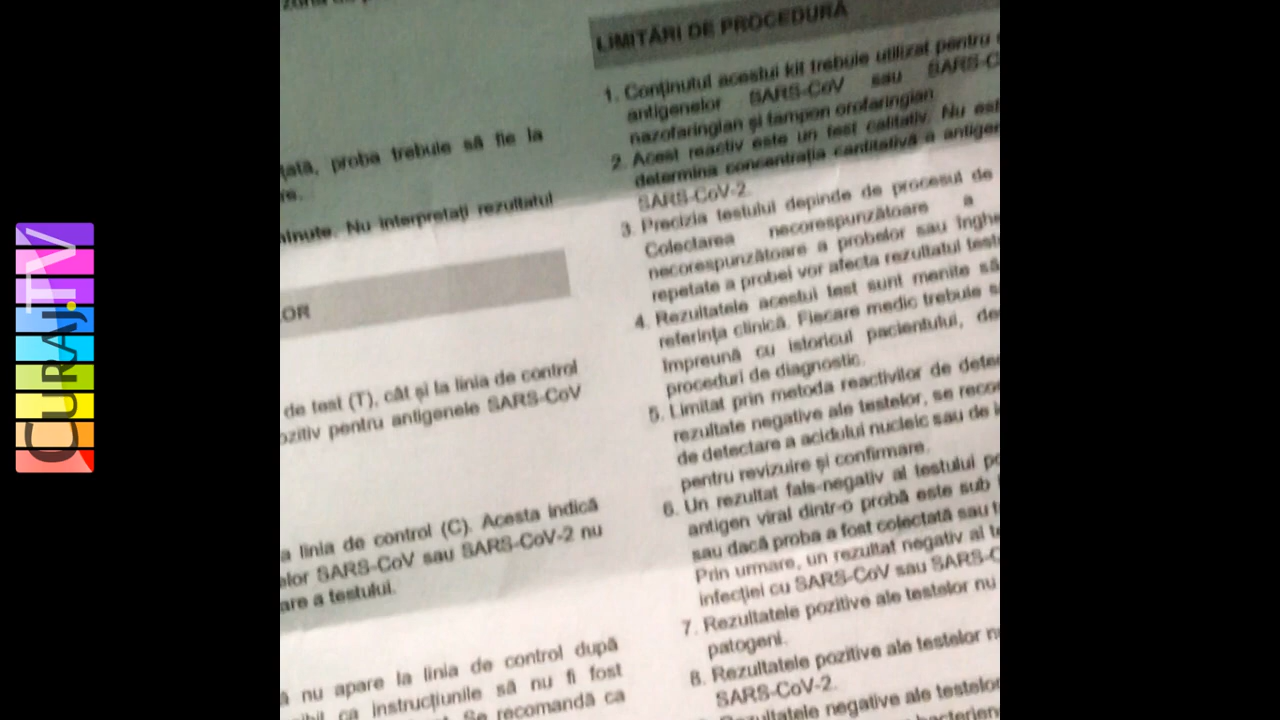 CURAJ.TV
tată, proba trebuie să fie la
re.
minute. Nu interpretați rezultatul
LOR
de test (T), cât și la linia de control
ozitiv pentru antigenele SARS-CoV
a linia de control (C). Acesta indică
elor SARS-CoV sau SARS-CoV-2 nu
are a testului.
ă nu apare la linia de control după
ca instrucțiunile să nu fi fost
Se recomandă ca
LIMITĂRI DE PROCEDURĂ
1. Conținutul acestui kit trebuie utilizat pentru
antigenelor SARS-CoV sau SARS-C
nazofaringian și tampon orofaringian
2. Acest reactiv este un test calitativ. Nu est
determina concentrația cantitativă a antiger
SARS-CoV-2.
3. Precizia testului depinde de procesul de
Colectarea necorespunzătoare a
necorespunzătoare a probelor sau înghe
repetate a probei vor afecta rezultatul test
4. Rezultatele acestui test sunt menite să
referința clinică. Fiecare medic trebuie s
împreună cu istoricul pacientului, de
proceduri de diagnostic.
5. Limitat prin metoda reactivilor de dete
rezultate negative ale testelor, se reco
de detectare a acidului nucleic sau de i
pentru revizuire și confirmare.
6. Un rezultat fals-negativ al testului po
antigen viral dintr-o probă este sub
sau dacă proba a fost colectată sau t
Prin urmare, un rezultat negativ al t
infecției cu SARS-CoV sau SARS-C
7. Rezultatele pozitive ale testelor nu
patogeni.
8. Rezultatele pozitive ale testelor n
SARS-CoV-2.
Rezultatele negative ale testelor
bacterien